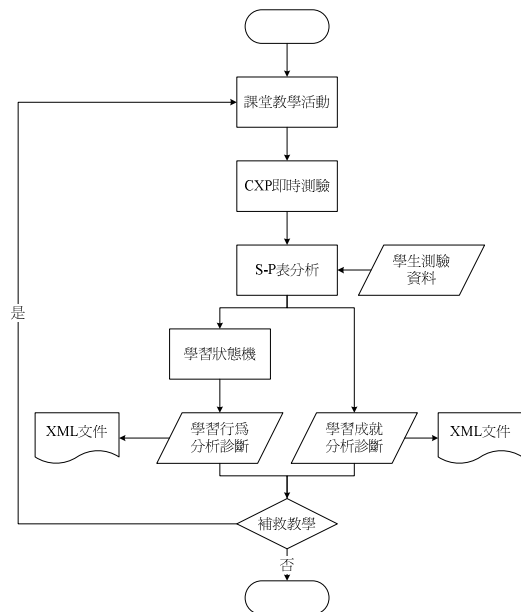 課堂教學活動
CXP即時測驗
S-P表分析
學生測驗
資料
是
學習狀態機
XML文件
學習行為
分析診斷
學習成就
分析診斷
XML文件
補救教學
否